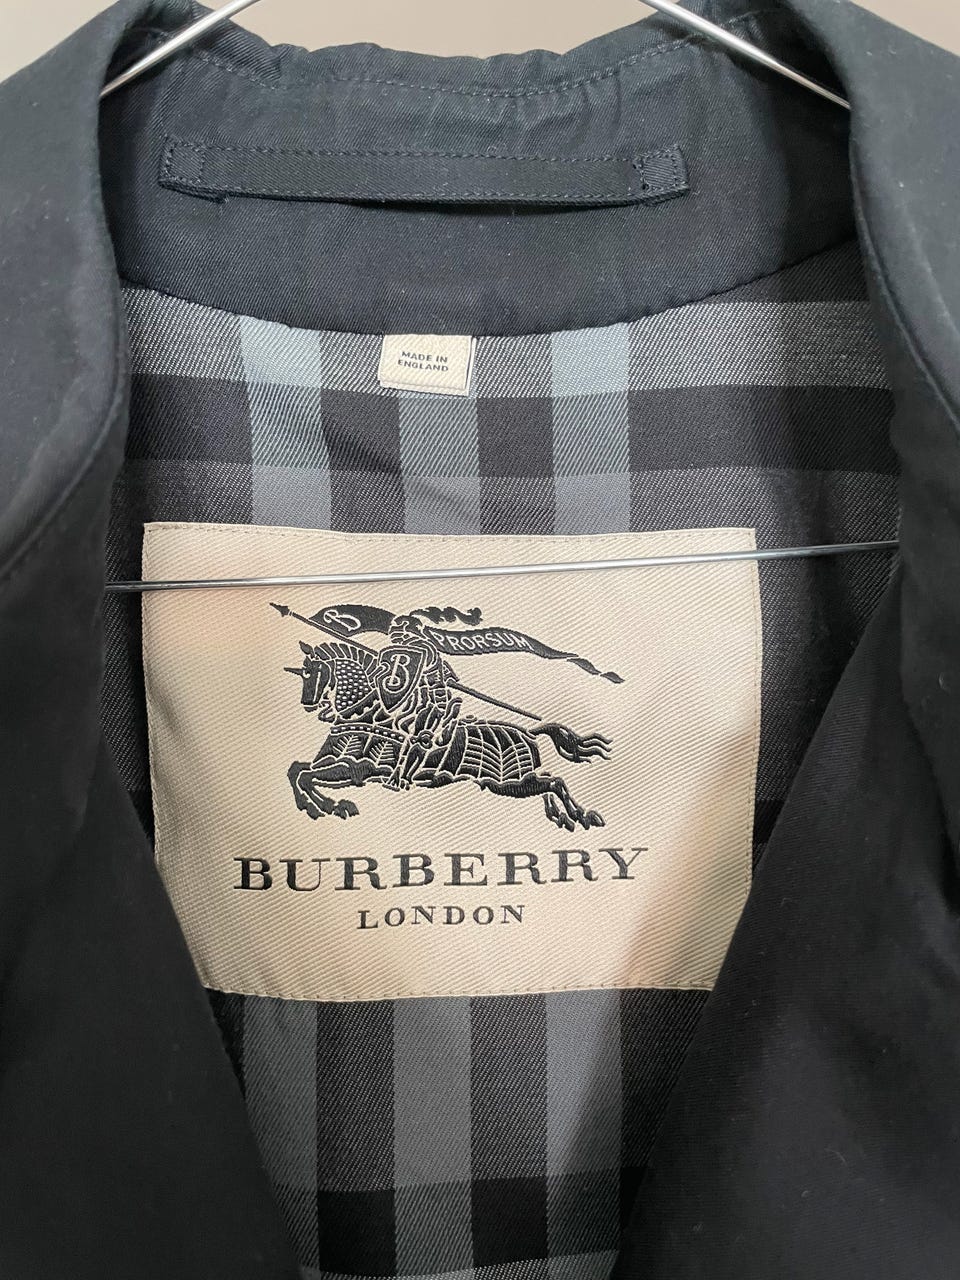 MADE IN
ENGLAND
B
PRORSUM
B
BURBERRY
LONDON